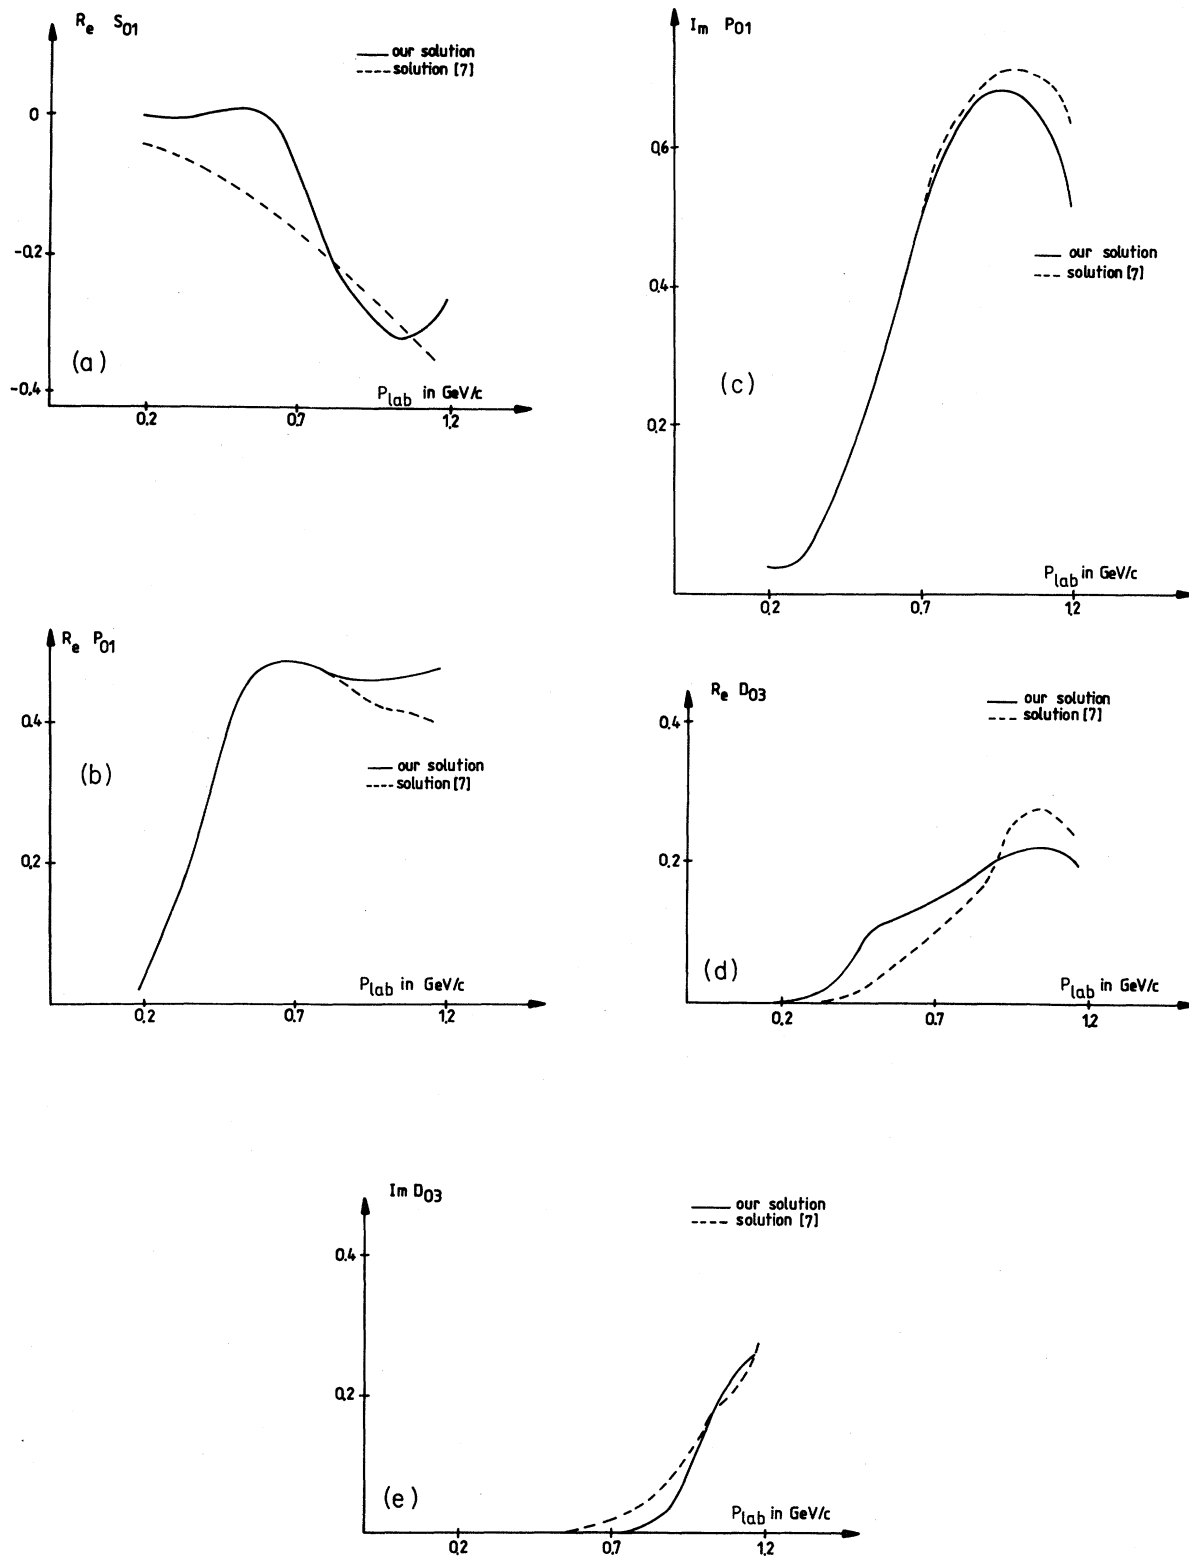 Re S01
our solution
solution [7]
0
-0.2
-0.4
(a)
Plab in GeV/c
0.2 0.7 1.2
Im P01
0.6
0.4
0.2
our solution
solution [7]
(c)
Plab in GeV/c
0.2 0.7 1.2
Re P01
0.4
0.2
our solution
solution [7]
(b)
Plab in GeV/c
0.2 0.7 1.2
Re D03
our solution
solution [7]
0.4
0.2
(d)
Plab in GeV/c
0.2 0.7 1.2
Im D03
our solution
solution [7]
0.4
0.2
(e)
Plab in GeV/c
0.2 0.7 1.2